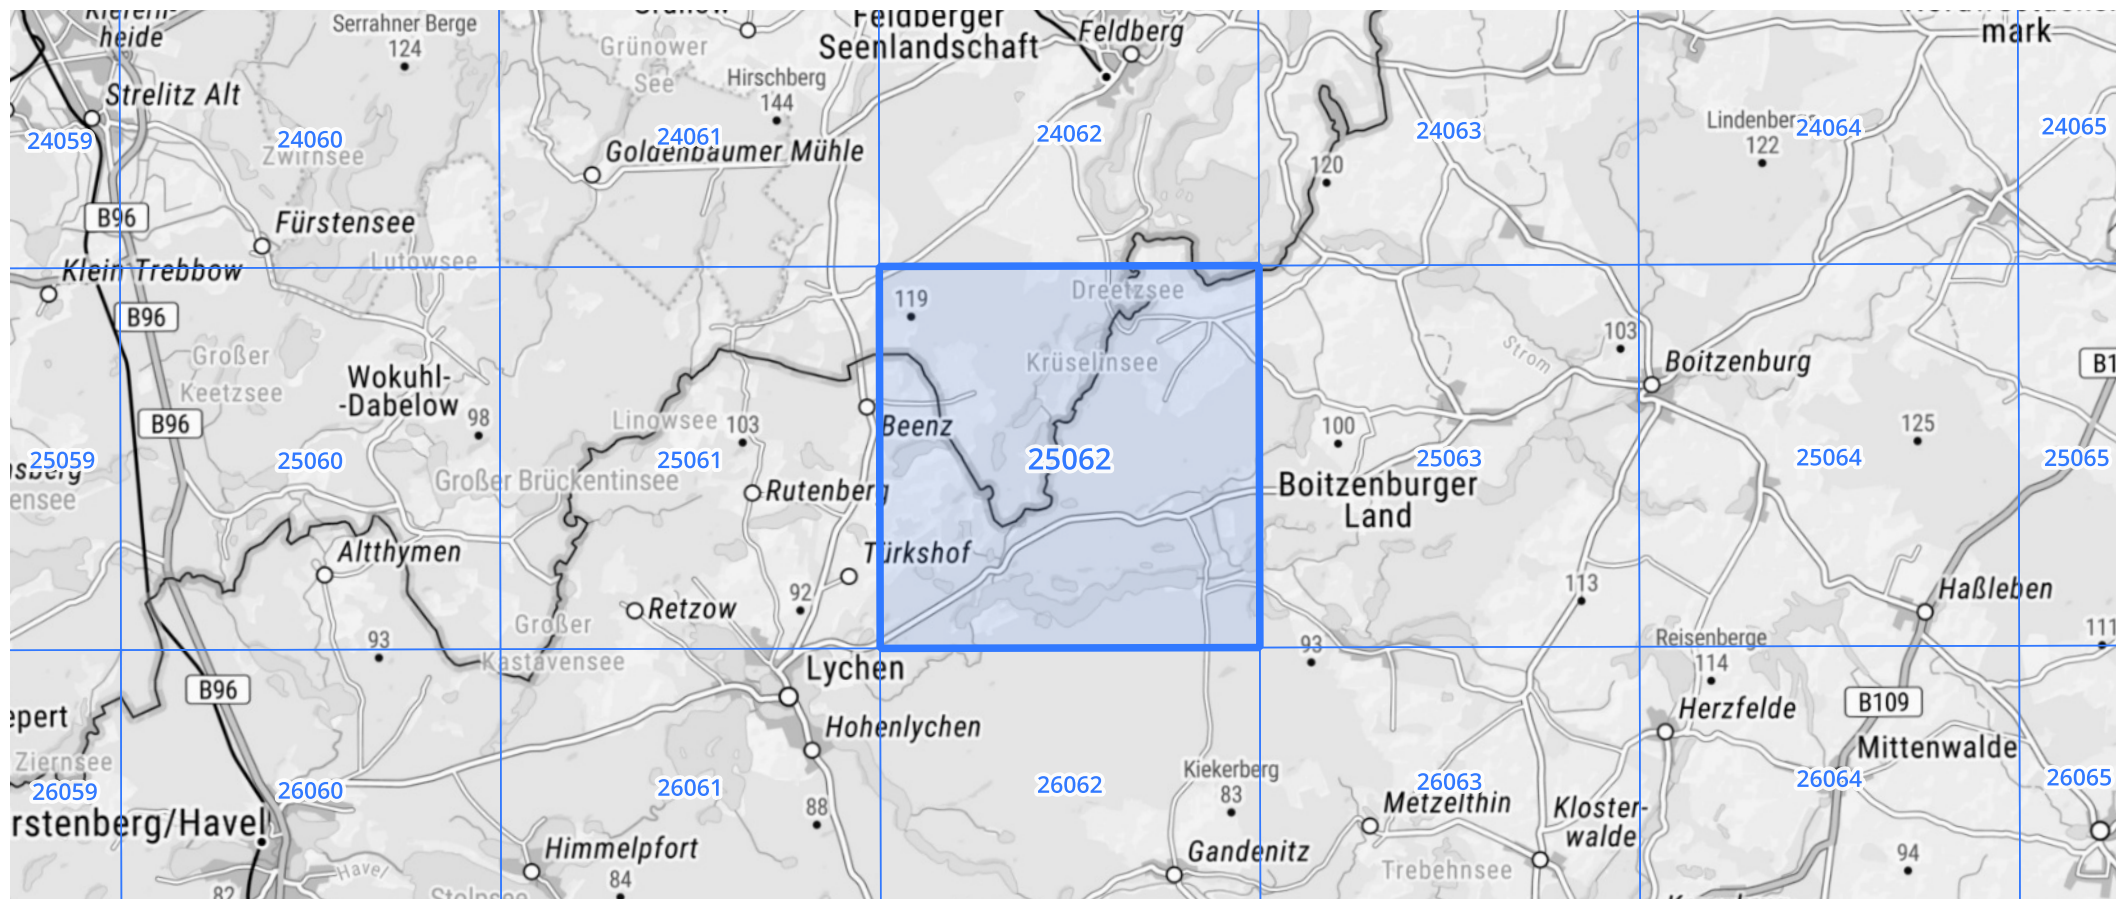 Serrahner Berge
124
heide
Strelitz Alt
24059
24060
Zwirnsee
B96
Fürstensee
Lutowsee
Klein Trebbow
B96
Grünower
See
Hirschberg
144
24061
Goldenbaumer Mühle
Feldberger
Seenlandschaft
Feldberg
24062
120
24063
mark
Lindenberg
122
24064
24065
Großer
Keetzsee
Wokuhl-
-Dabelow
98
B96
25059
25060
Linowsee
103
Großer Brückentinsee
25061
Rutenberg
Altthymen
93
Retzow
92
Großer
Kastavensee
119
Dreetzsee
Krüselinsee
Beenz
25062
Türkshof
Strom
103
Boitzenburg
100
25063
Boitzenburger
Land
113
93
125
25064
25065
B1
Haßleben
111
Reisenberge
114
B109
Herzfelde
Mittenwalde
B96
Ziernsee
26059
26060
rstenberg/Havel
Havel
82
Lychen
Hohenlychen
26061
88
Himmelpfort
84
Stolpsee
26062
Kiekerberg
83
Gandenitz
26063
Metzelthin
Kloster-
walde
Trebehnsee
26064
94
26065